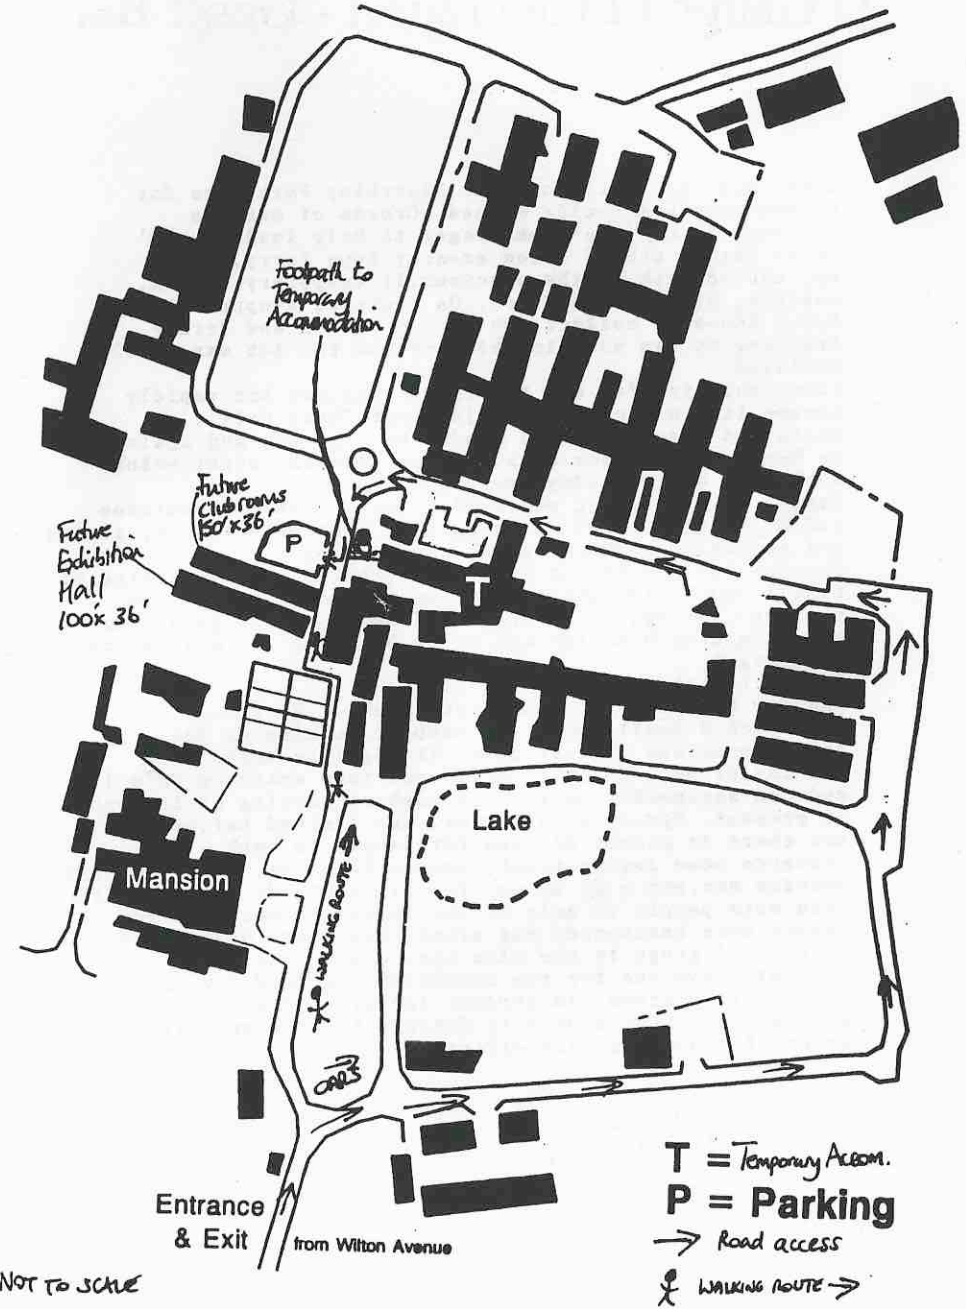 Footpath to
Temporary
Accomodation
Future
Clubrooms
150' x 36'
P
Future
Exhibition
Hall
100' x 36'
T
Lake
Mansion
WALKING ROUTE
CARS
Entrance
& Exit
from Wilton Avenue
T = Temporary Accom.
P = Parking
→ Road access
WALKING ROUTE →
NOT TO SCALE